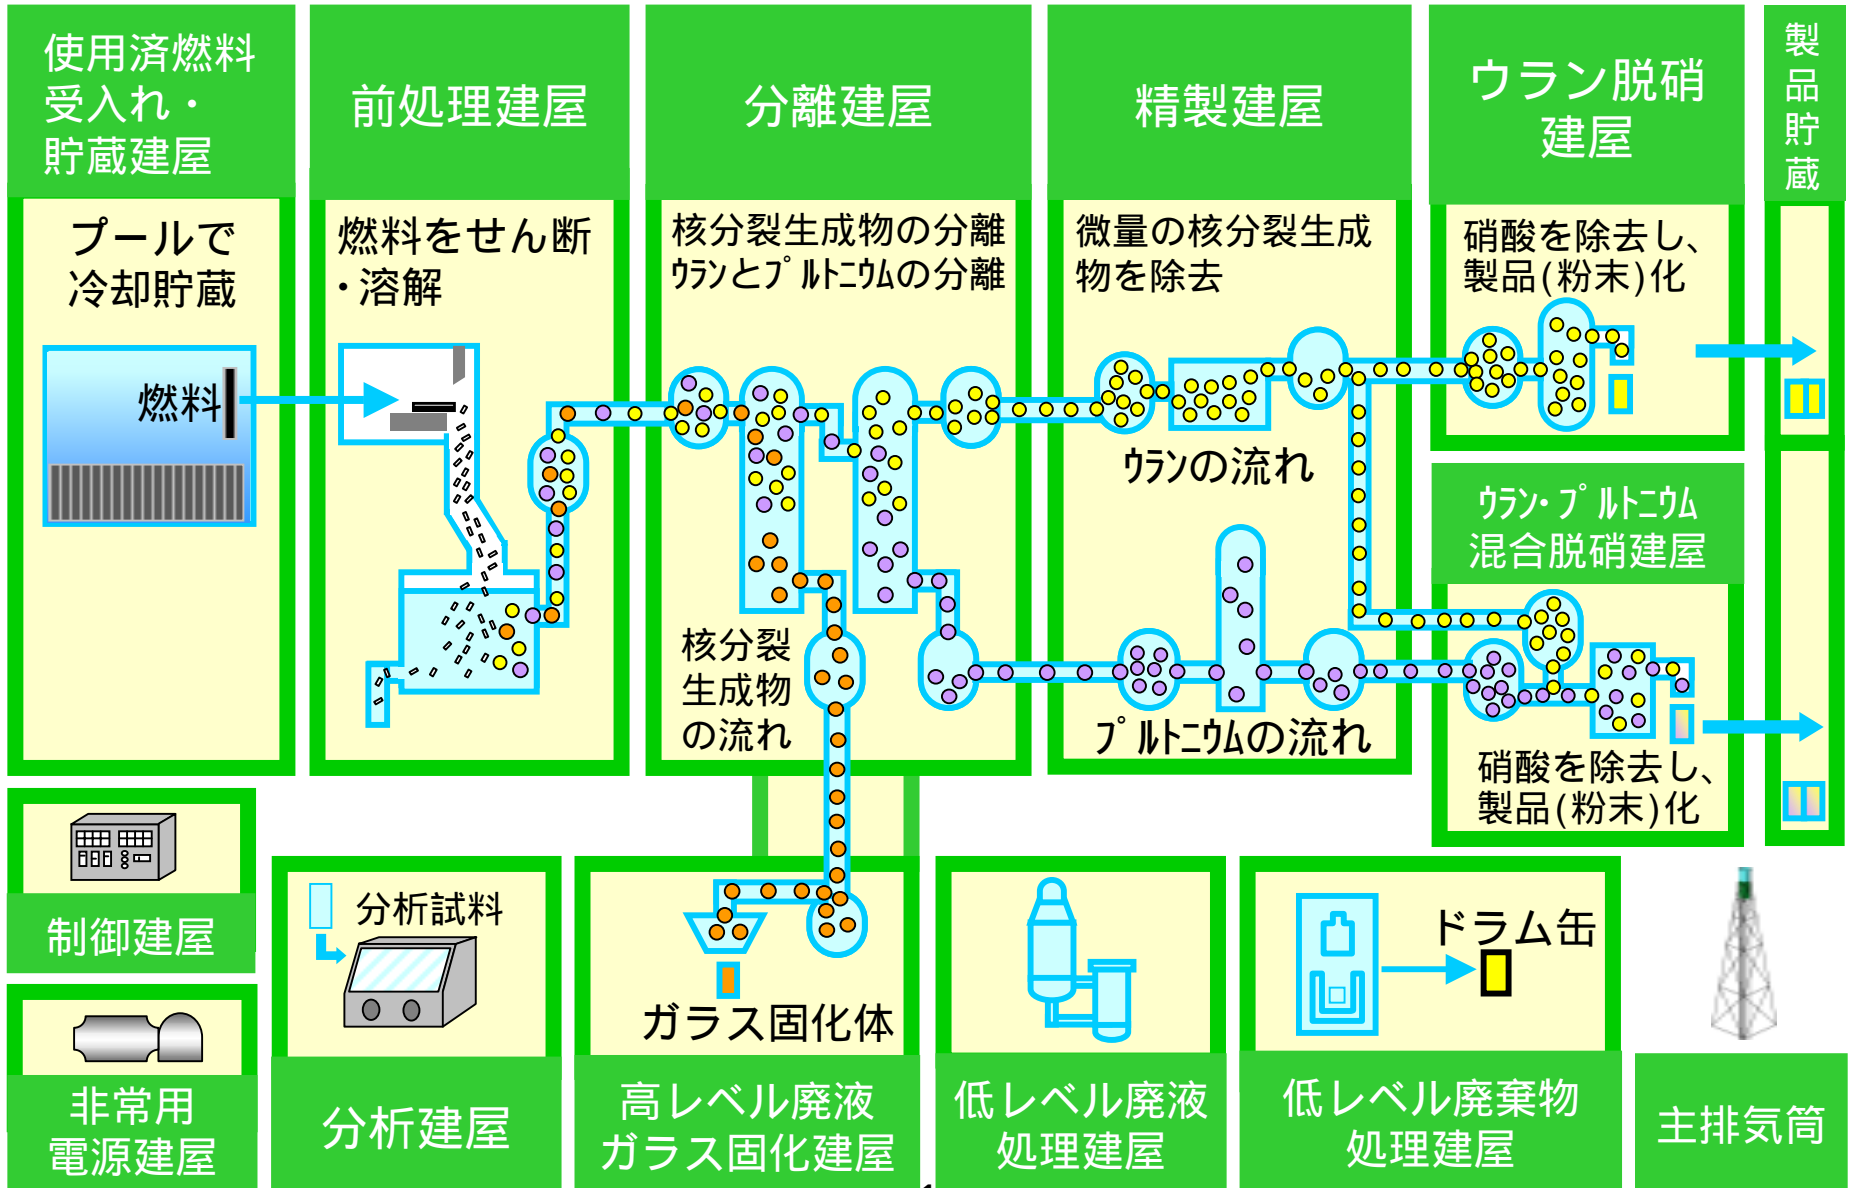 使用済燃料
受入れ・
貯蔵建屋
前処理建屋
分離建屋
精製建屋
ウラン脱硝
建屋
製
品
貯
蔵
プールで
冷却貯蔵
燃料
燃料をせん断
・溶解
核分裂生成物の分離
ウランとプルトニウムの分離
核分裂
生成物
の流れ
微量の核分裂生成
物を除去
ウランの流れ
プルトニウムの流れ
硝酸を除去し、
製品(粉末)化
ウラン・プルトニウム
混合脱硝建屋
硝酸を除去し、
製品(粉末)化
制御建屋
非常用
電源建屋
分析試料
分析建屋
ガラス固化体
高レベル廃液
ガラス固化建屋
低レベル廃液
処理建屋
ドラム缶
低レベル廃棄物
処理建屋
主排気筒